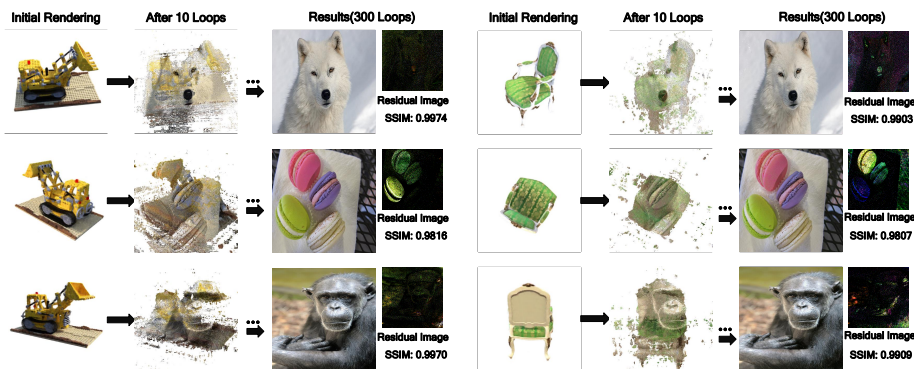 Initial Rendering After 10 Loops Results(300 Loops) Initial Rendering After 10 Loops Results(300 Loops)
...
Residual Image
SSIM: 0.9974
...
Residual Image
SSIM: 0.9903
...
Residual Image
SSIM: 0.9816
...
Residual Image
SSIM: 0.9807
...
Residual Image
SSIM: 0.9970
...
Residual Image
SSIM: 0.9909